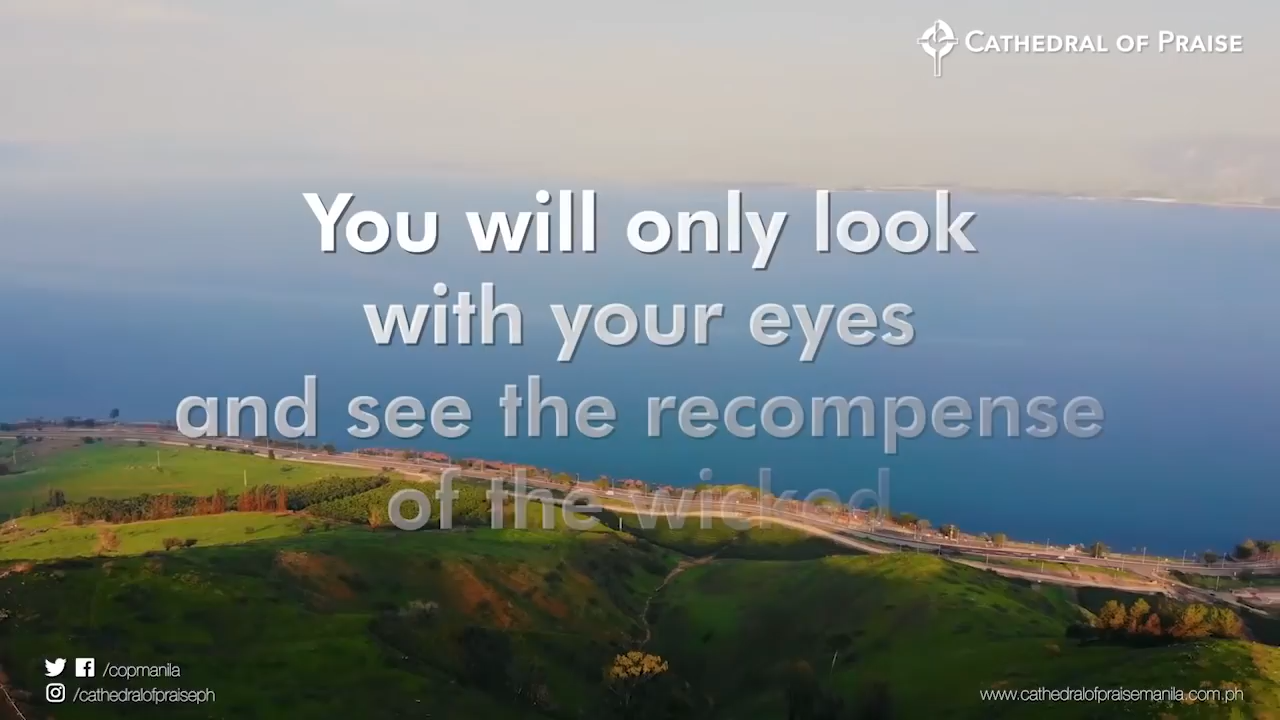 CATHEDRAL OF PRAISE
You will only look
with your eyes
and see the recompense
of the wicked
/copmanila
/cathedralofpraiseph
www.cathedralofpraisemanila.com.ph